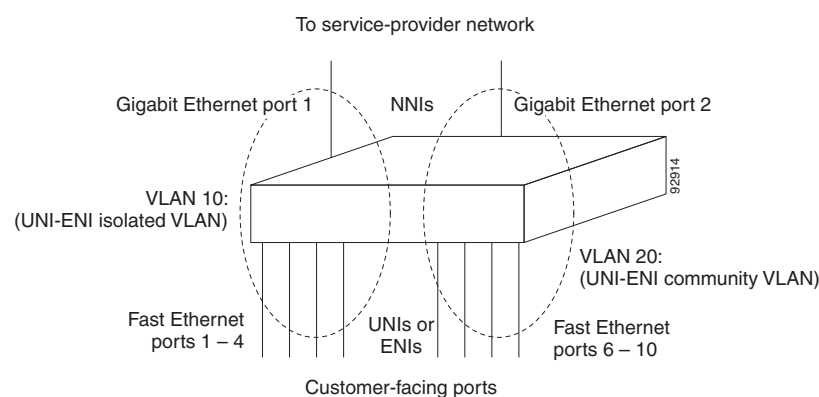 To service-provider network
Gigabit Ethernet port 1
NNIs
Gigabit Ethernet port 2
92914
VLAN 10:
(UNI-ENI isolated VLAN)
VLAN 20:
(UNI-ENI community VLAN)
Fast Ethernet
ports 1 – 4
UNIs or
ENIs
Fast Ethernet
ports 6 – 10
Customer-facing ports